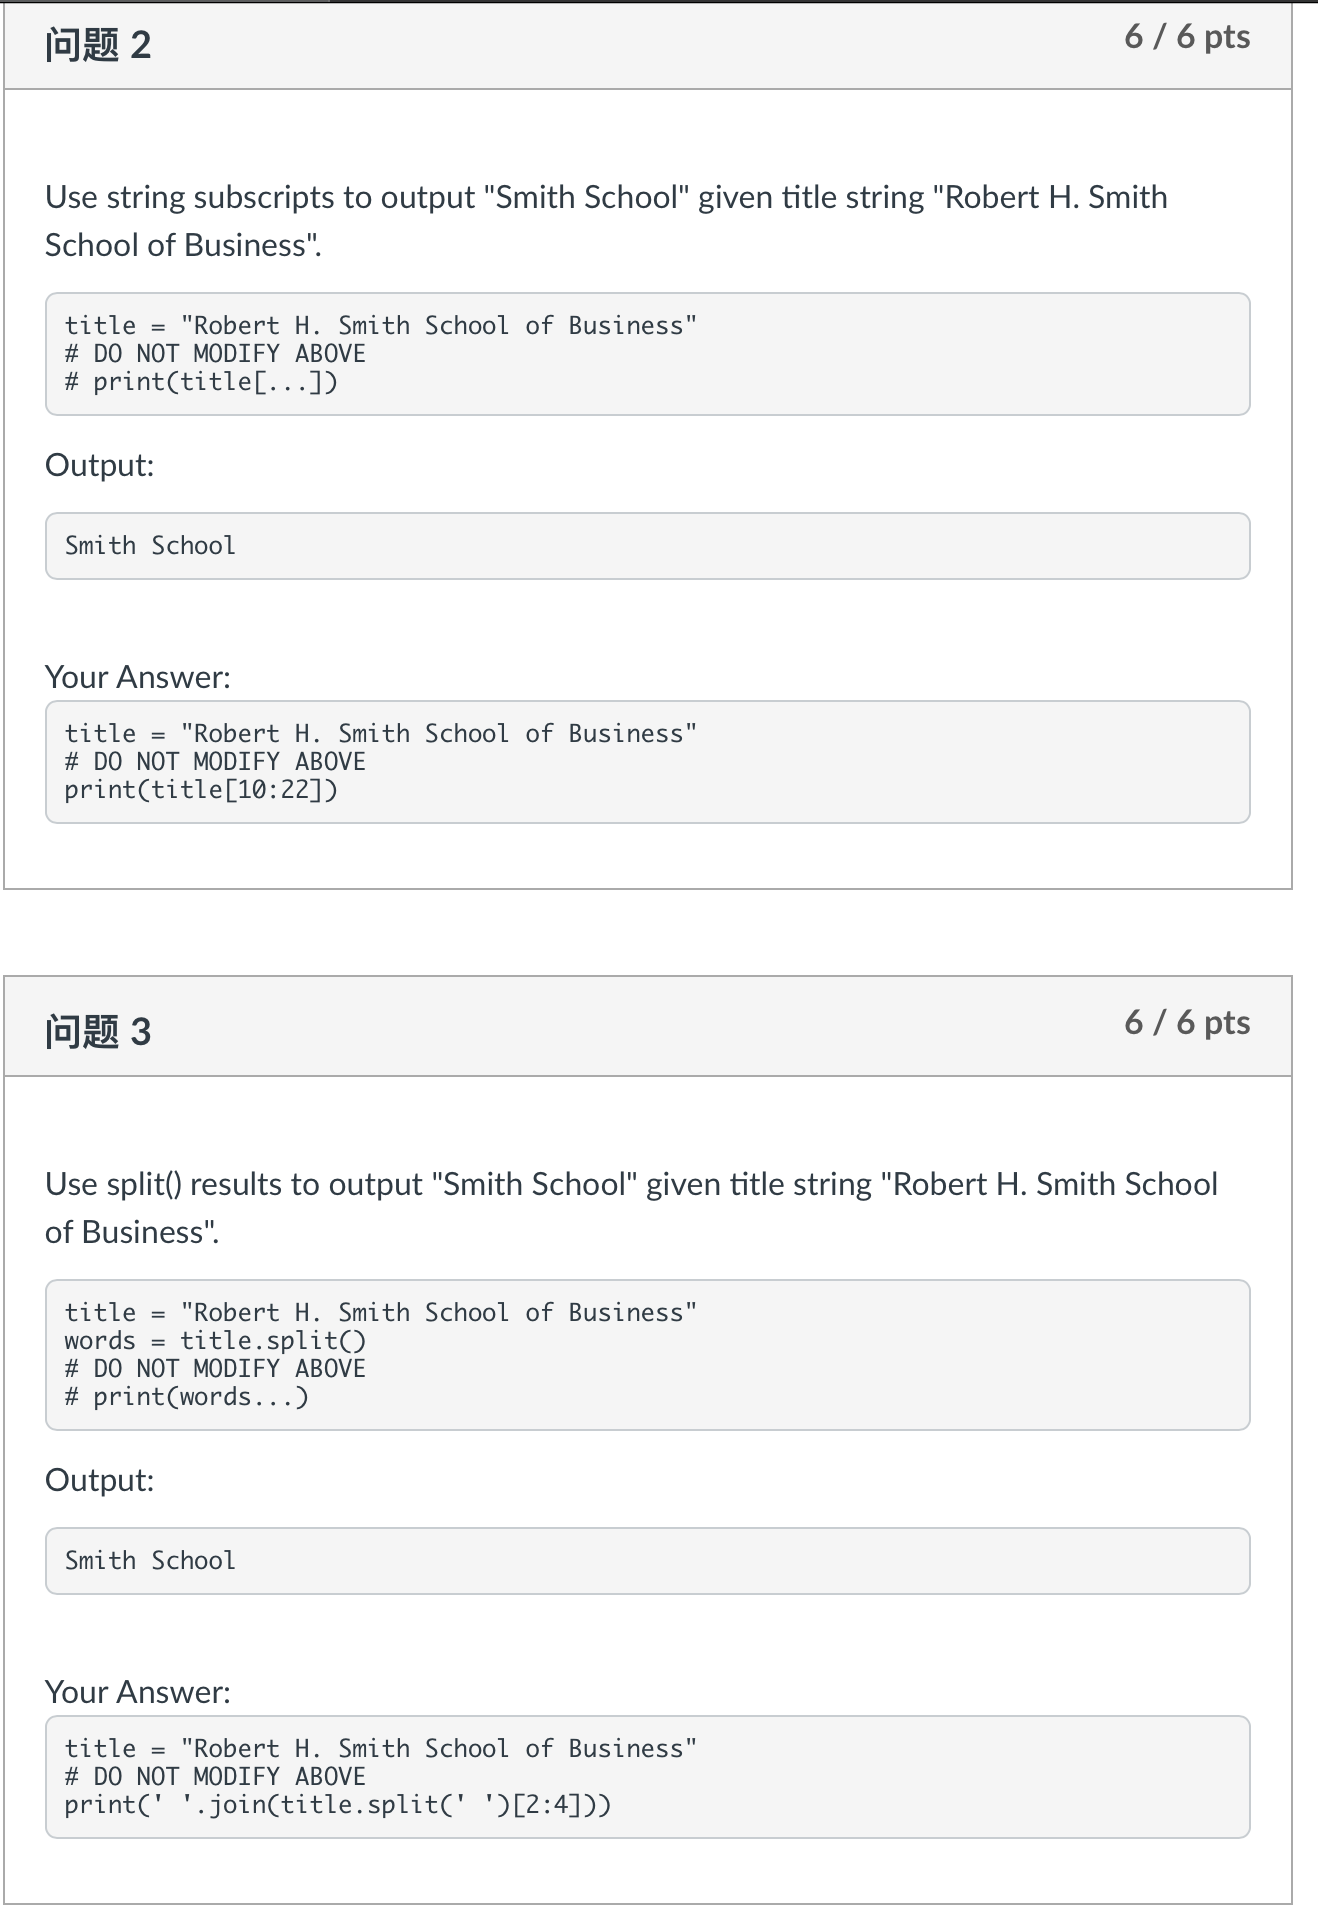 问题 2
6 / 6 pts
Use string subscripts to output "Smith School" given title string "Robert H. Smith
School of Business".
title = "Robert H. Smith School of Business"
# DO NOT MODIFY ABOVE
# print(title[...])
Output:
Smith School
Your Answer:
title = "Robert H. Smith School of Business"
# DO NOT MODIFY ABOVE
print(title[10:22])
问题 3
6 / 6 pts
Use split() results to output "Smith School" given title string "Robert H. Smith School
of Business".
title = "Robert H. Smith School of Business"
words = title.split()
# DO NOT MODIFY ABOVE
# print(words...)
Output:
Smith School
Your Answer:
title = "Robert H. Smith School of Business"
# DO NOT MODIFY ABOVE
print(' '.join(title.split(' ')[2:4]))